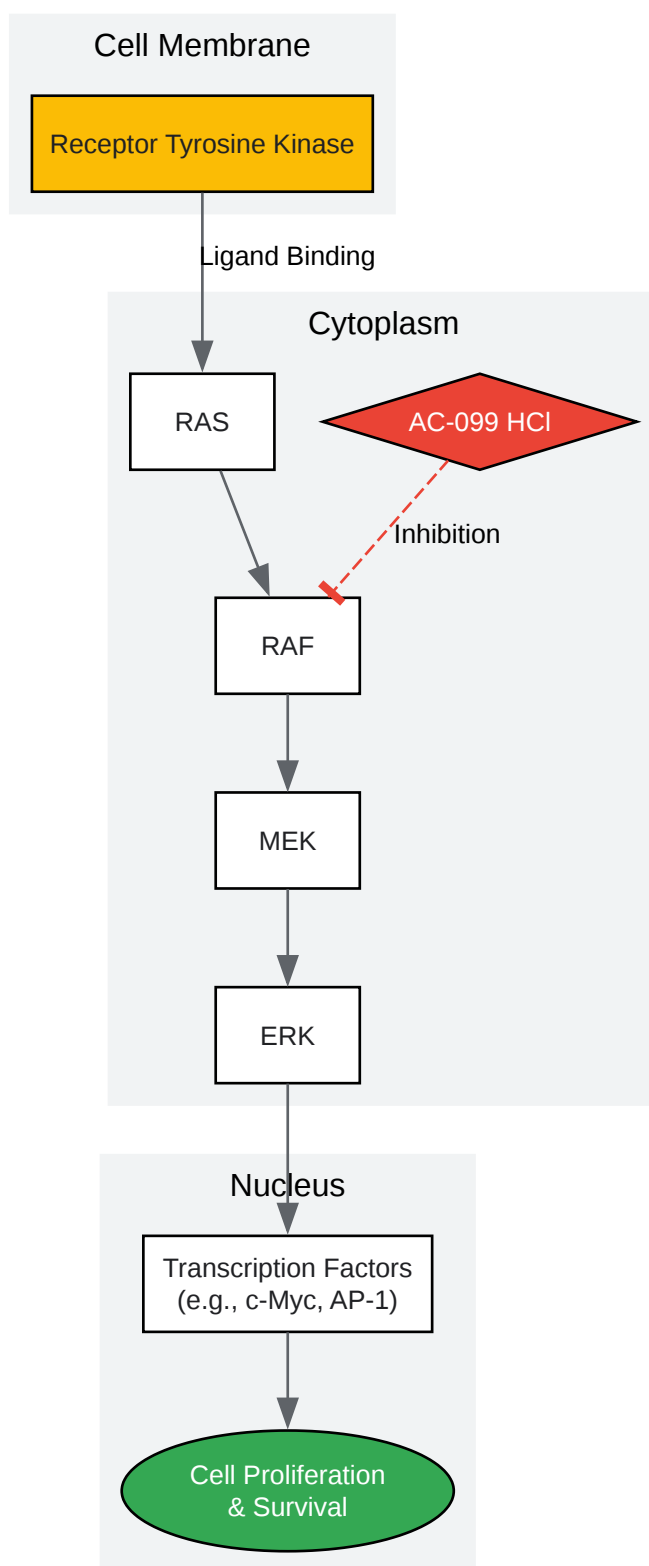 Cell Membrane
Receptor Tyrosine Kinase
Ligand Binding
Cytoplasm
RAS
AC-099 HCl
Inhibition
RAF
MEK
ERK
Nucleus
Transcription Factors
(e.g., c-Myc, AP-1)
Cell Proliferation
& Survival